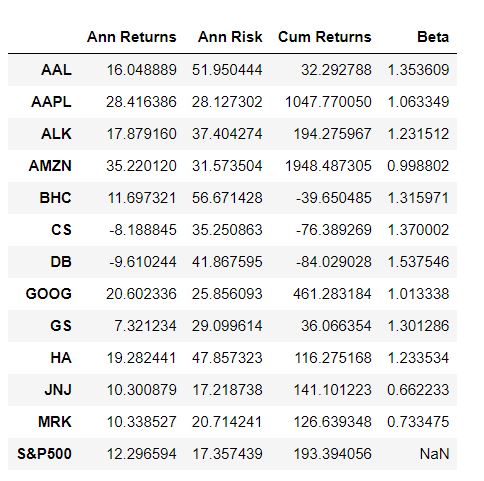 Ann Returns Ann Risk Cum Returns Beta
AAL 16.048889 51.950444 32.292788 1.353609
AAPL 28.416386 28.127302 1047.770050 1.063349
ALK 17.879160 37.404274 194.275967 1.231512
AMZN 35.220120 31.573504 1948.487305 0.998802
BHC 11.697321 56.671428 -39.650485 1.315971
CS -8.188845 35.250863 -76.389269 1.370002
DB -9.610244 41.867595 -84.029028 1.537546
GOOG 20.602336 25.856093 461.283184 1.013338
GS 7.321234 29.099614 36.066354 1.301286
HA 19.282441 47.857323 116.275168 1.233534
JNJ 10.300879 17.218738 141.101223 0.662233
MRK 10.338527 20.714241 126.639348 0.733475
S&P500 12.296594 17.357439 193.394056 NaN